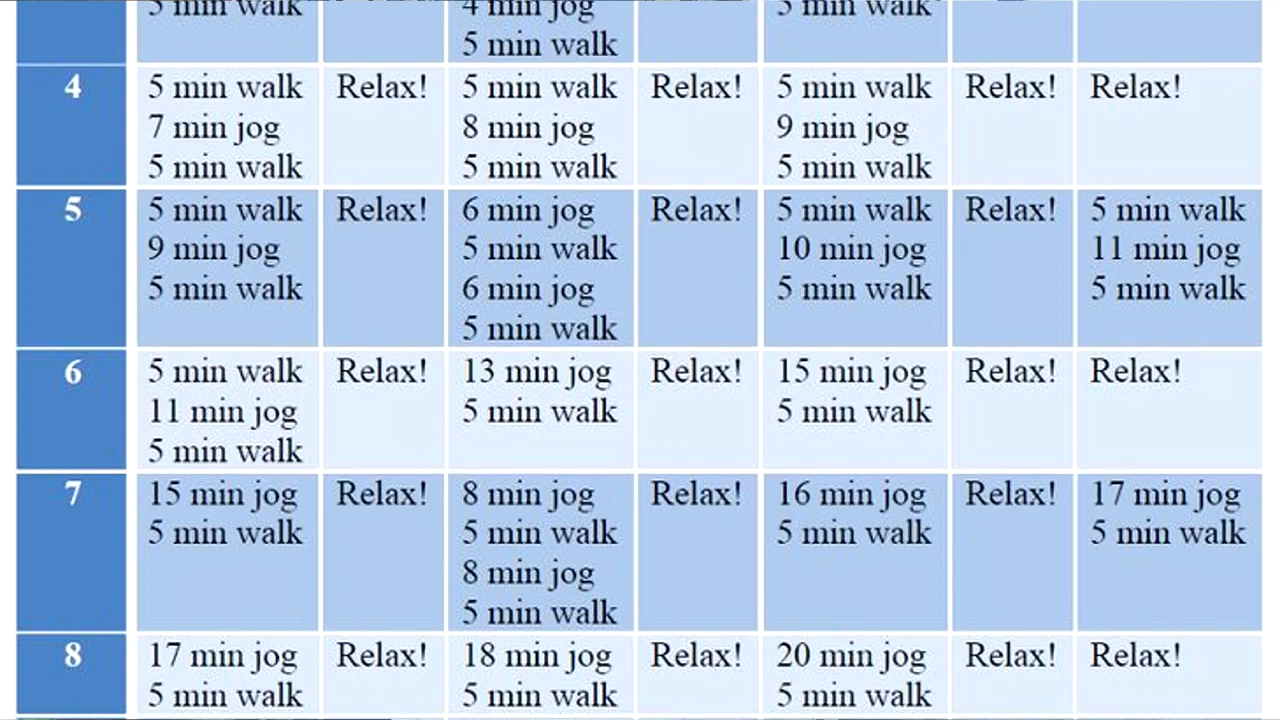 5 min walk
4 min jog
5 min walk
5 min walk
4
5 min walk
7 min jog
5 min walk
Relax!
5 min walk
8 min jog
5 min walk
Relax!
5 min walk
9 min jog
5 min walk
Relax!
Relax!
5
5 min walk
9 min jog
5 min walk
Relax!
6 min jog
5 min walk
6 min jog
5 min walk
Relax!
5 min walk
10 min jog
5 min walk
Relax!
5 min walk
11 min jog
5 min walk
6
5 min walk
11 min jog
5 min walk
Relax!
13 min jog
5 min walk
Relax!
15 min jog
5 min walk
Relax!
Relax!
7
15 min jog
5 min walk
Relax!
8 min jog
5 min walk
8 min jog
5 min walk
Relax!
16 min jog
5 min walk
Relax!
17 min jog
5 min walk
8
17 min jog
5 min walk
Relax!
18 min jog
5 min walk
Relax!
20 min jog
5 min walk
Relax!
Relax!